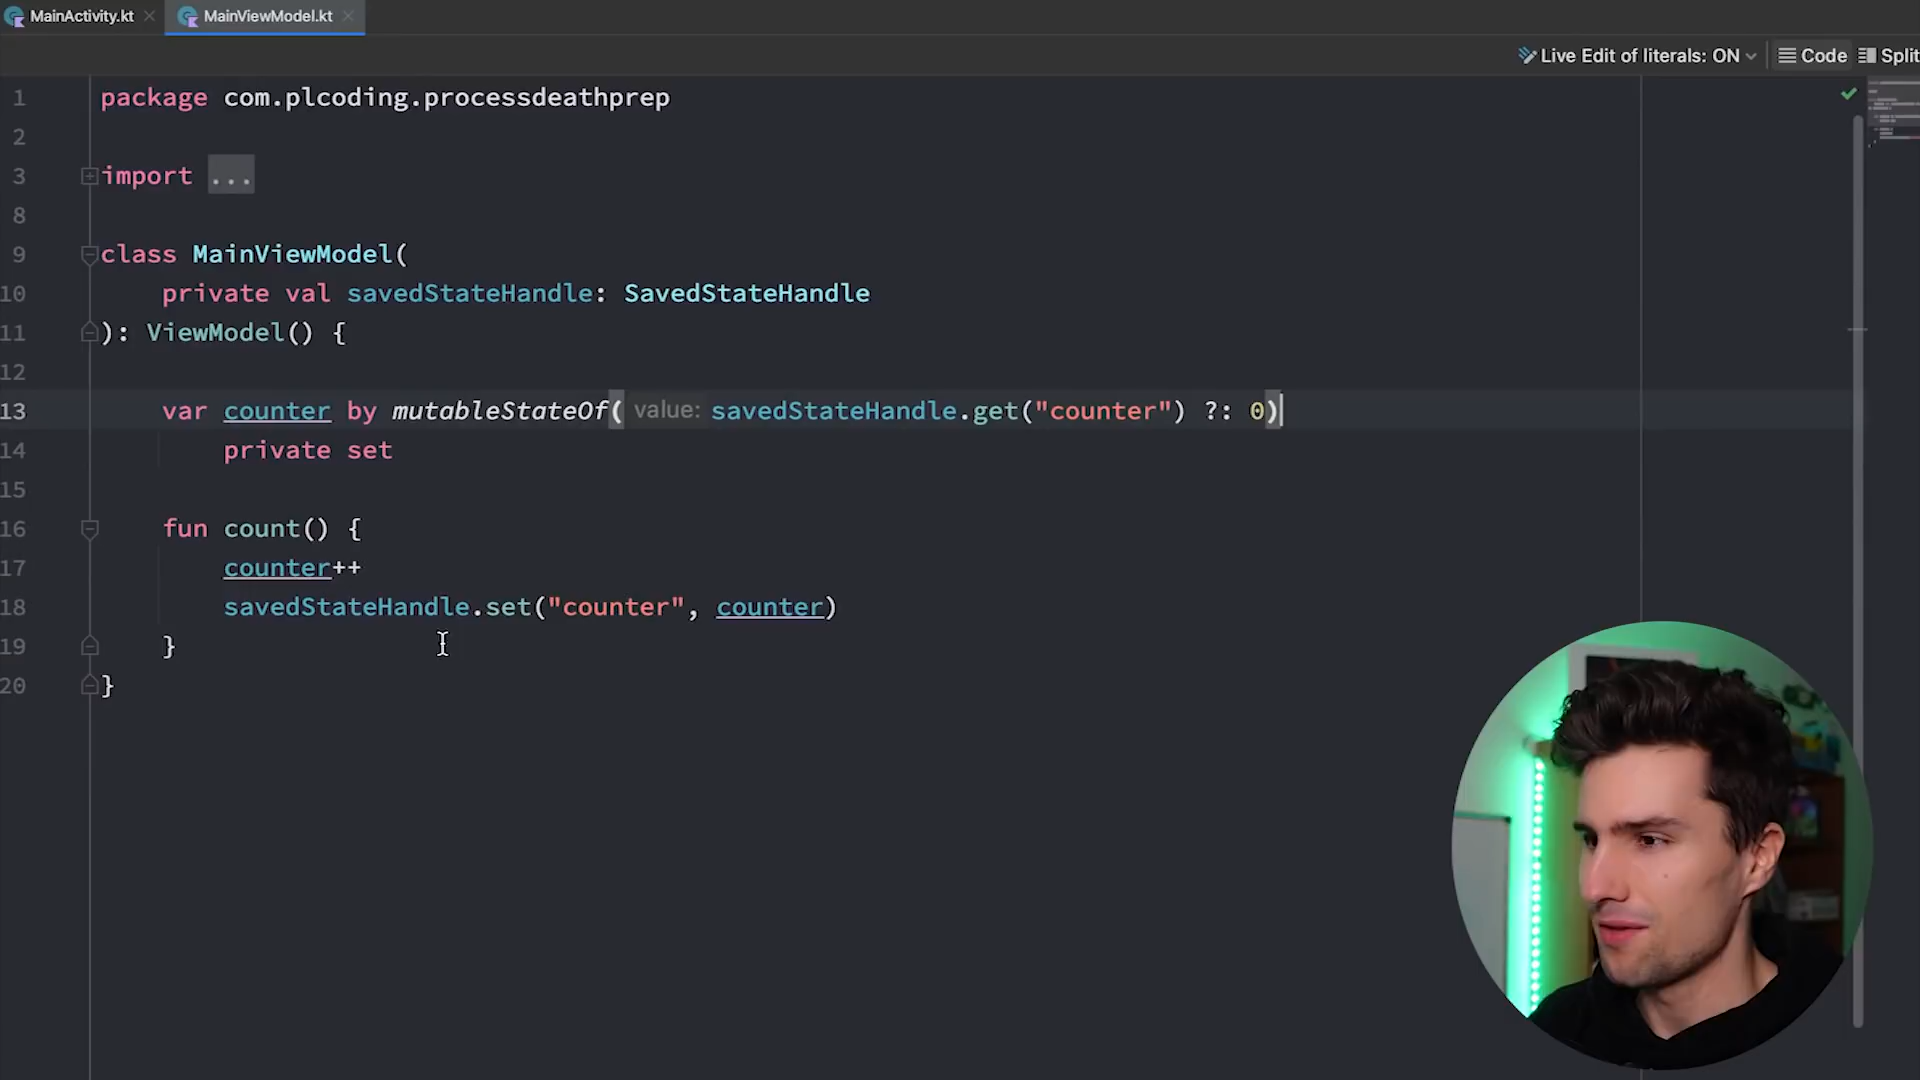 MainActivity.kt
MainViewModel.kt
Live Edit of literals: ON
Code
Split
1 package com.plcoding.processdeathprep
2
3 import ...
8
9 class MainViewModel(
10 private val savedStateHandle: SavedStateHandle
11 ): ViewModel() {
12
13 var counter by mutableStateOf( value: savedStateHandle.get("counter") ?: 0)
14 private set
15
16 fun count() {
17 counter++
18 savedStateHandle.set("counter", counter)
19 }
20 }